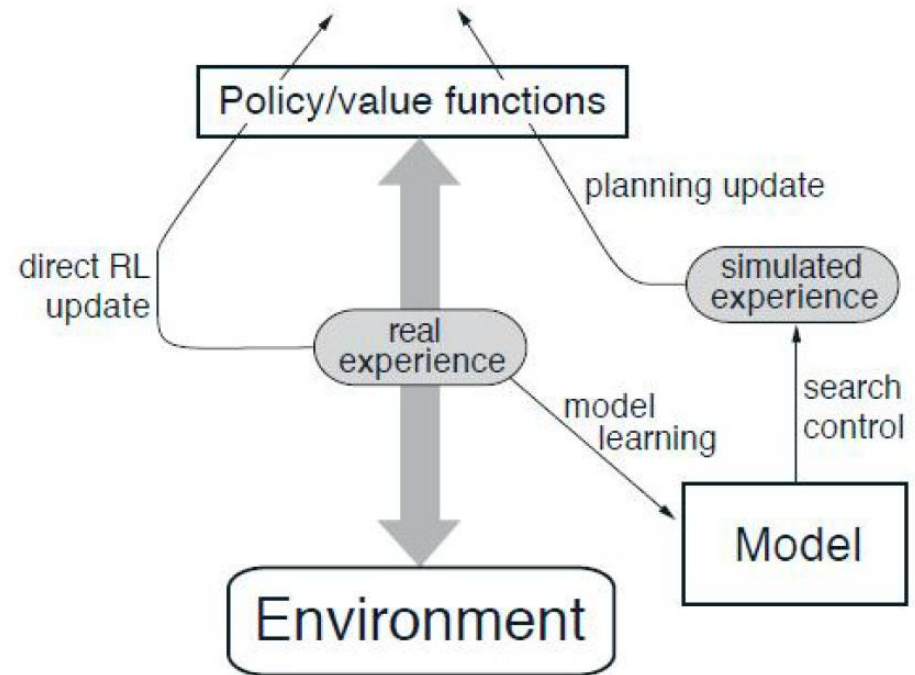 Policy/value functions
planning update
direct RL
update
simulated
experience
real
experience
model
learning
search
control
Model
Environment